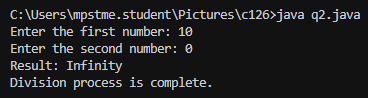 C:\Users\mpstme.student\Pictures\c126>java q2.java
Enter the first number: 10
Enter the second number: 0
Result: Infinity
Division process is complete.